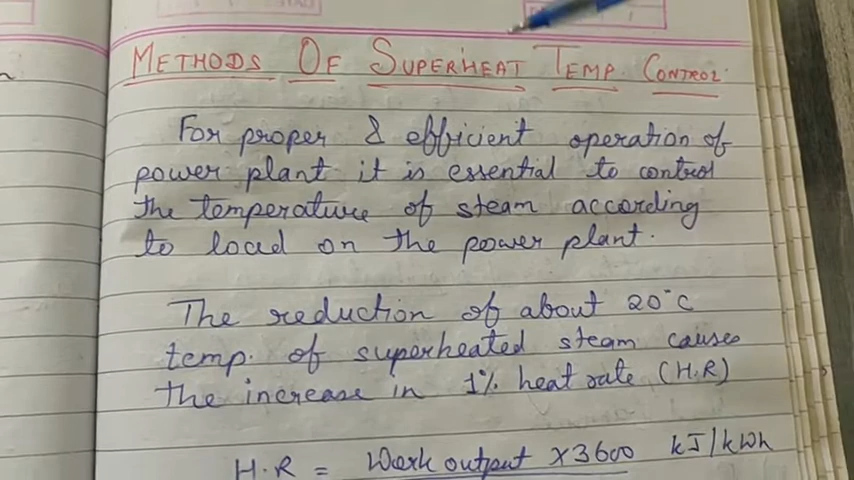 METHODS OF SUPERHEAT TEMP. CONTROL.
For proper & efficient operation of
power plant it is essential to control
the temperature of steam according
to load on the power plant.
The reduction of about 20°C
temp. of superheated steam causes
the increase in 1% heat rate (H.R)
H.R = Work output X3600 kJ/kWh